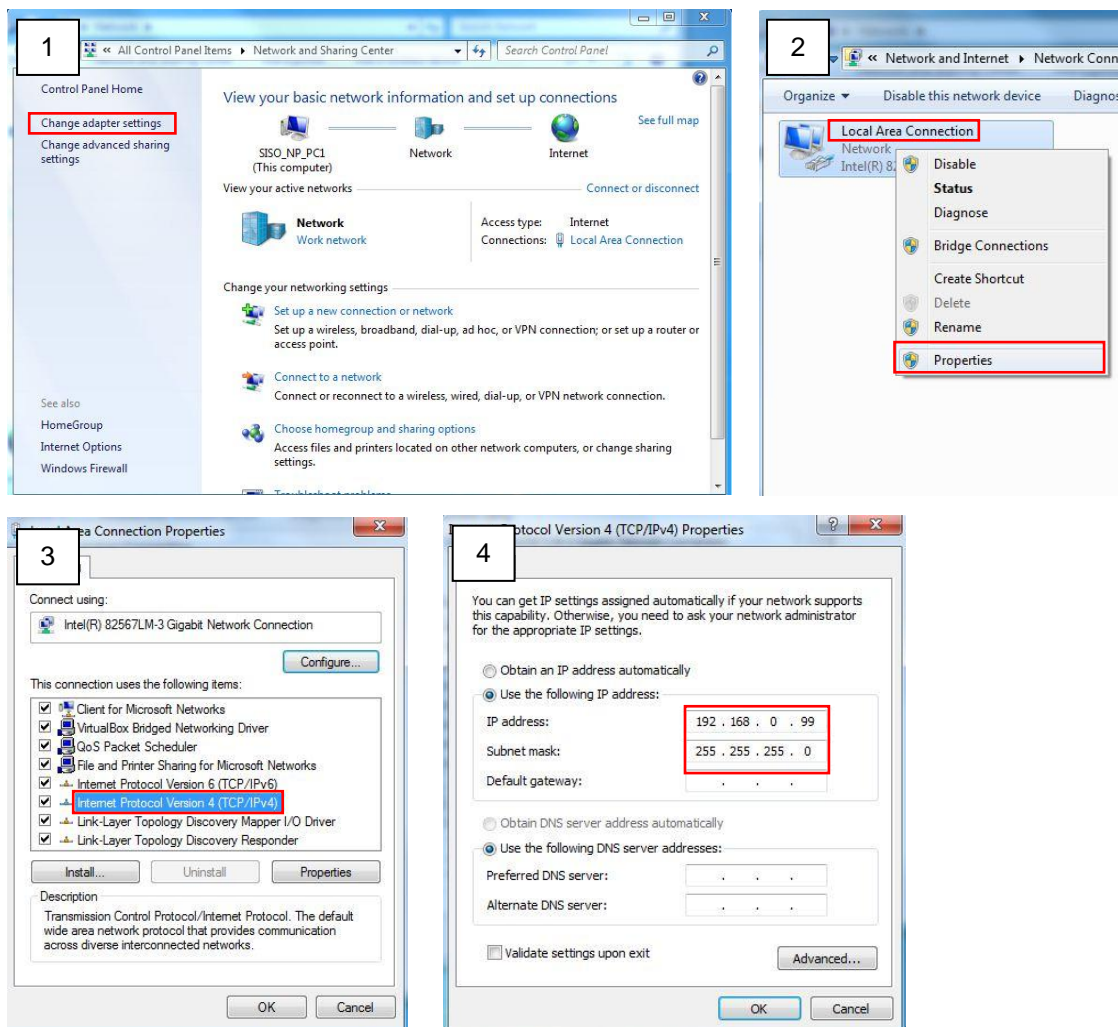 1
« All Control Panel Items ▸ Network and Sharing Center
Search Control Panel
Control Panel Home
Change adapter settings
Change advanced sharing
settings
See also
HomeGroup
Internet Options
Windows Firewall
View your basic network information and set up connections
See full map
SISO_NP_PC1
(This computer)
Network
Internet
View your active networks
Connect or disconnect
Network
Work network
Access type: Internet
Connections: Local Area Connection
Change your networking settings
Set up a new connection or network
Set up a wireless, broadband, dial-up, ad hoc, or VPN connection; or set up a router or
access point.
Connect to a network
Connect or reconnect to a wireless, wired, dial-up, or VPN network connection.
Choose homegroup and sharing options
Access files and printers located on other network computers, or change sharing
settings.
Troubleshoot problems
2
« Network and Internet ▸ Network Conn
Organize ▾ Disable this network device Diagnos
Local Area Connection
Network
Intel(R) 82
Disable
Status
Diagnose
Bridge Connections
Create Shortcut
Delete
Rename
Properties
3
ea Connection Properties
Connect using:
Intel(R) 82567LM-3 Gigabit Network Connection
Configure...
This connection uses the following items:
Client for Microsoft Networks
VirtualBox Bridged Networking Driver
QoS Packet Scheduler
File and Printer Sharing for Microsoft Networks
Internet Protocol Version 6 (TCP/IPv6)
Internet Protocol Version 4 (TCP/IPv4)
Link-Layer Topology Discovery Mapper I/O Driver
Link-Layer Topology Discovery Responder
Install... Uninstall Properties
Description
Transmission Control Protocol/Internet Protocol. The default
wide area network protocol that provides communication
across diverse interconnected networks.
OK Cancel
4
otocol Version 4 (TCP/IPv4) Properties
You can get IP settings assigned automatically if your network supports
this capability. Otherwise, you need to ask your network administrator
for the appropriate IP settings.
Obtain an IP address automatically
Use the following IP address:
IP address: 192 . 168 . 0 . 99
Subnet mask: 255 . 255 . 255 . 0
Default gateway: . . .
Obtain DNS server address automatically
Use the following DNS server addresses:
Preferred DNS server: . . .
Alternate DNS server: . . .
Validate settings upon exit
Advanced...
OK Cancel